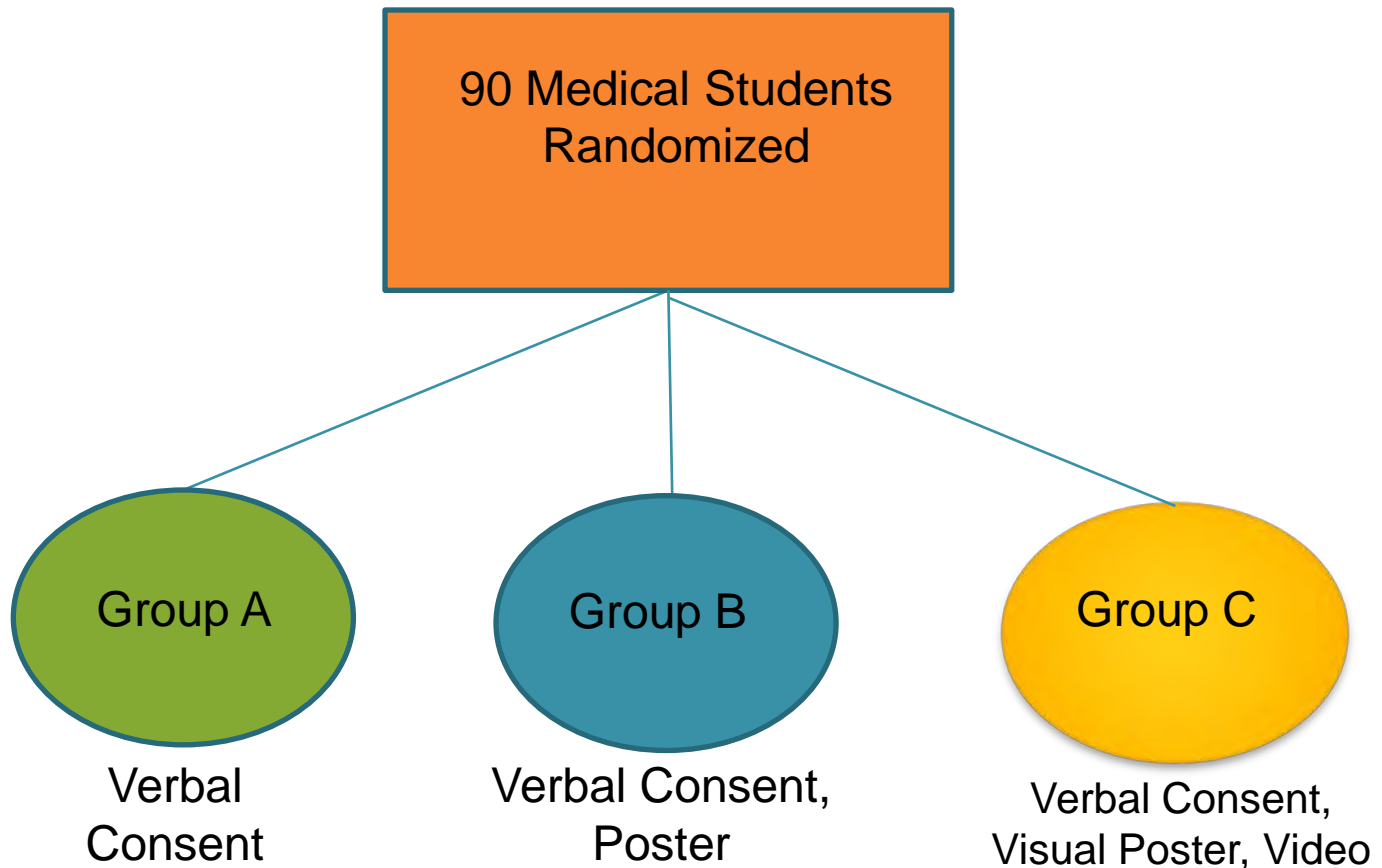 90 Medical Students
Randomized
Group A
Group B
Group C
Verbal
Consent
Verbal Consent,
Poster
Verbal Consent,
Visual Poster, Video